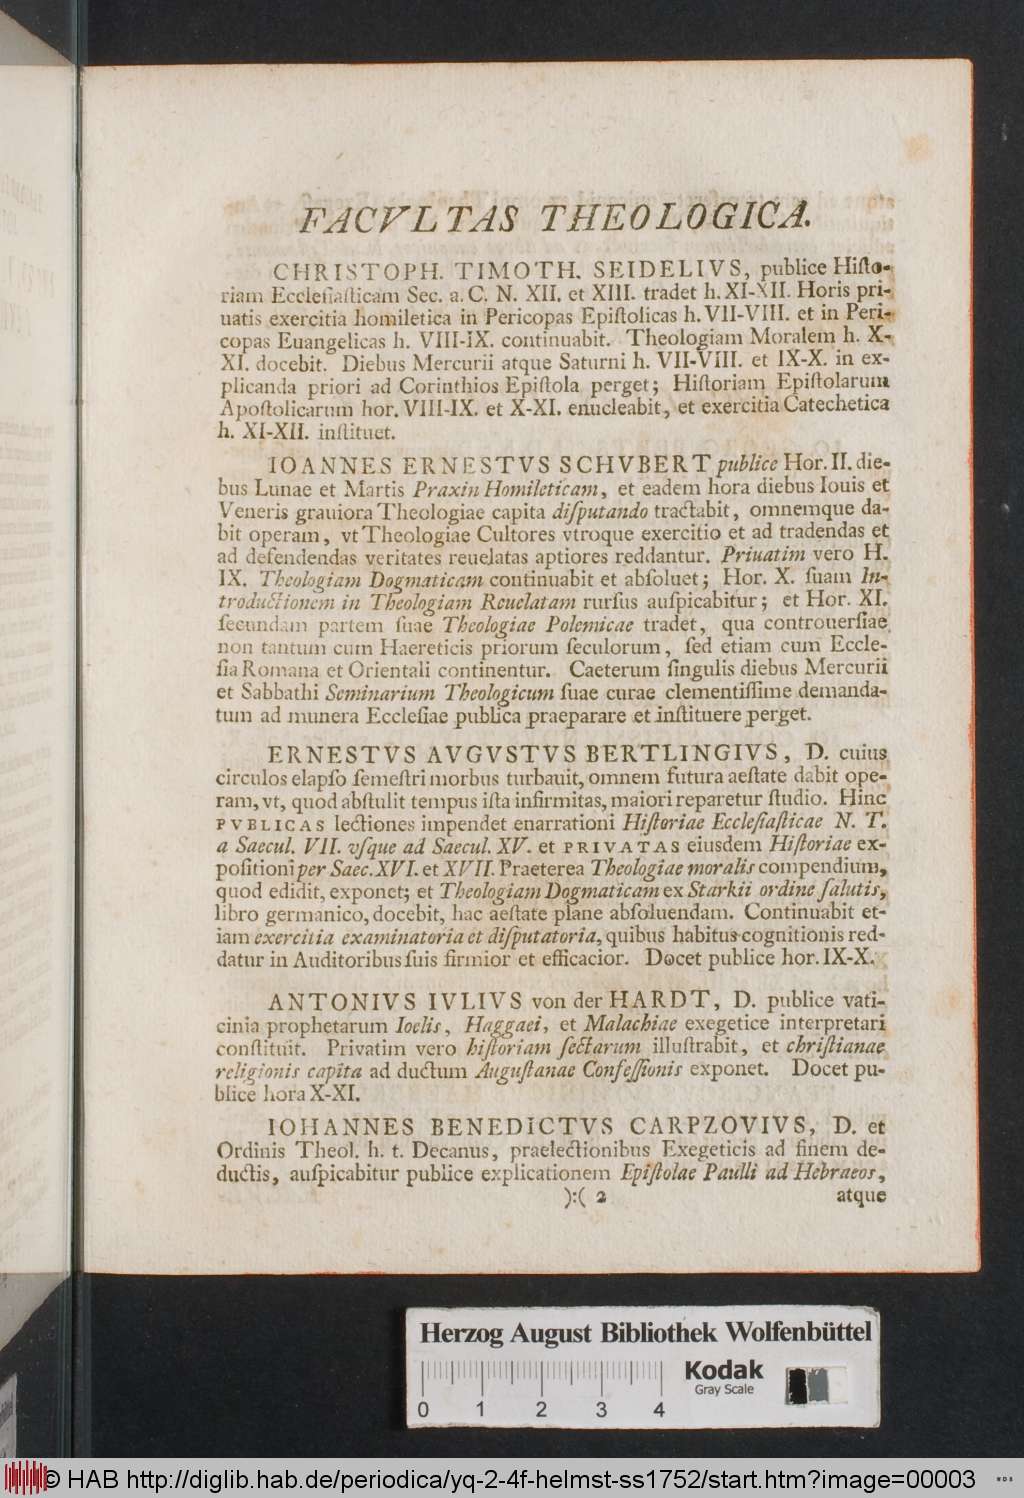 FACVLTAS THEOLOGICA.
CHRISTOPH. TIMOTH. SEIDELIVS, publice Hiſto-
riam Eccleſiaſticam Sec. a. C. N. XII. et XIII. tradet h. XI-XII. Horis pri-
uatis exercitia homiletica in Pericopas Epiſtolicas h. VII-VIII. et in Peri-
copas Euangelicas h. VIII-IX. continuabit. Theologiam Moralem h. X-
XI. docebit. Diebus Mercurii atque Saturni h. VII-VIII. et IX-X. in ex-
plicanda priori ad Corinthios Epiſtola perget; Hiſtoriam Epiſtolarum
Apoſtolicarum hor. VIII-IX. et X-XI. enucleabit, et exercitia Catechetica
h. XI-XII. inſtituet.
IOANNES ERNESTVS SCHVBERT publice Hor. II. die-
bus Lunae et Martis Praxin Homileticam, et eadem hora diebus Iouis et
Veneris grauiora Theologiae capita diſputando tractabit, omnemque da-
bit operam, vt Theologiae Cultores vtroque exercitio et ad tradendas et
ad defendendas veritates reuelatas aptiores reddantur. Priuatim vero H.
IX. Theologiam Dogmaticam continuabit et abſoluet; Hor. X. ſuam In-
troductionem in Theologiam Reuelatam rurſus auſpicabitur; et Hor. XI.
ſecundam partem ſuae Theologiae Polemicae tradet, qua controuerſiae
non tantum cum Haereticis priorum ſeculorum, ſed etiam cum Eccle-
ſia Romana et Orientali continentur. Caeterum ſingulis diebus Mercurii
et Sabbathi Seminarium Theologicum ſuae curae clementiſſime demanda-
tum ad munera Eccleſiae publica praeparare et inſtituere perget.
ERNESTVS AVGVSTVS BERTLINGIVS, D. cuius
circulos elapſo ſemeſtri morbus turbauit, omnem futura aeſtate dabit ope-
ram, vt, quod abſtulit tempus iſta infirmitas, maiori reparetur ſtudio. Hinc
PVBLICAS lectiones impendet enarrationi Hiſtoriae Eccleſiaſticae N. T.
a Saecul. VII. vſque ad Saecul. XV. et PRIVATAS eiusdem Hiſtoriae ex-
poſitioni per Saec. XVI. et XVII. Praeterea Theologiae moralis compendium,
quod edidit, exponet; et Theologiam Dogmaticam ex Starkii ordine ſalutis,
libro germanico, docebit, hac aeſtate plane abſoluendam. Continuabit et-
iam exercitia examinatoria et diſputatoria, quibus habitus cognitionis red-
datur in Auditoribus ſuis firmior et efficacior. Docet publice hor. IX-X.
ANTONIVS IVLIVS von der HARDT, D. publice vati-
cinia prophetarum Ioelis, Haggaei, et Malachiae exegetice interpretari
conſtituit. Privatim vero hiſtoriam ſectarum illuſtrabit, et chriſtianae
religionis capita ad ductum Auguſtanae Confeſſionis exponet. Docet pu-
blice hora X-XI.
IOHANNES BENEDICTVS CARPZOVIVS, D. et
Ordinis Theol. h. t. Decanus, praelectionibus Exegeticis ad finem de-
ductis, auſpicabitur publice explicationem Epiſtolae Paulli ad Hebraeos,
):( 2 atque
Herzog August Bibliothek Wolfenbüttel
Kodak
Gray Scale
0 1 2 3 4
© HAB http://diglib.hab.de/periodica/yq-2-4f-helmst-ss1752/start.htm?image=00003